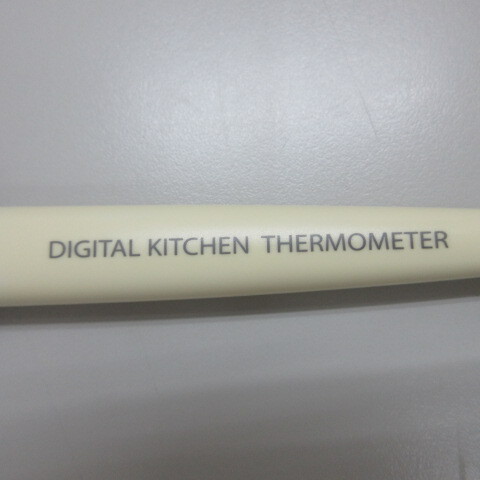 DIGITAL KITCHEN THERMOMETER